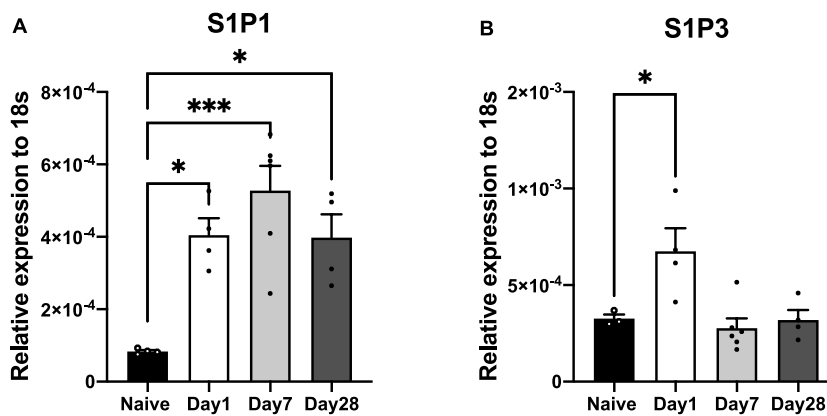 A
S1P1
Relative expression to 18s
8×10⁻⁴
6×10⁻⁴
4×10⁻⁴
2×10⁻⁴
0
*
***
*
Naive Day1 Day7 Day28
B
S1P3
Relative expression to 18s
2×10⁻³
1×10⁻³
5×10⁻⁴
0
*
Naive Day1 Day7 Day28